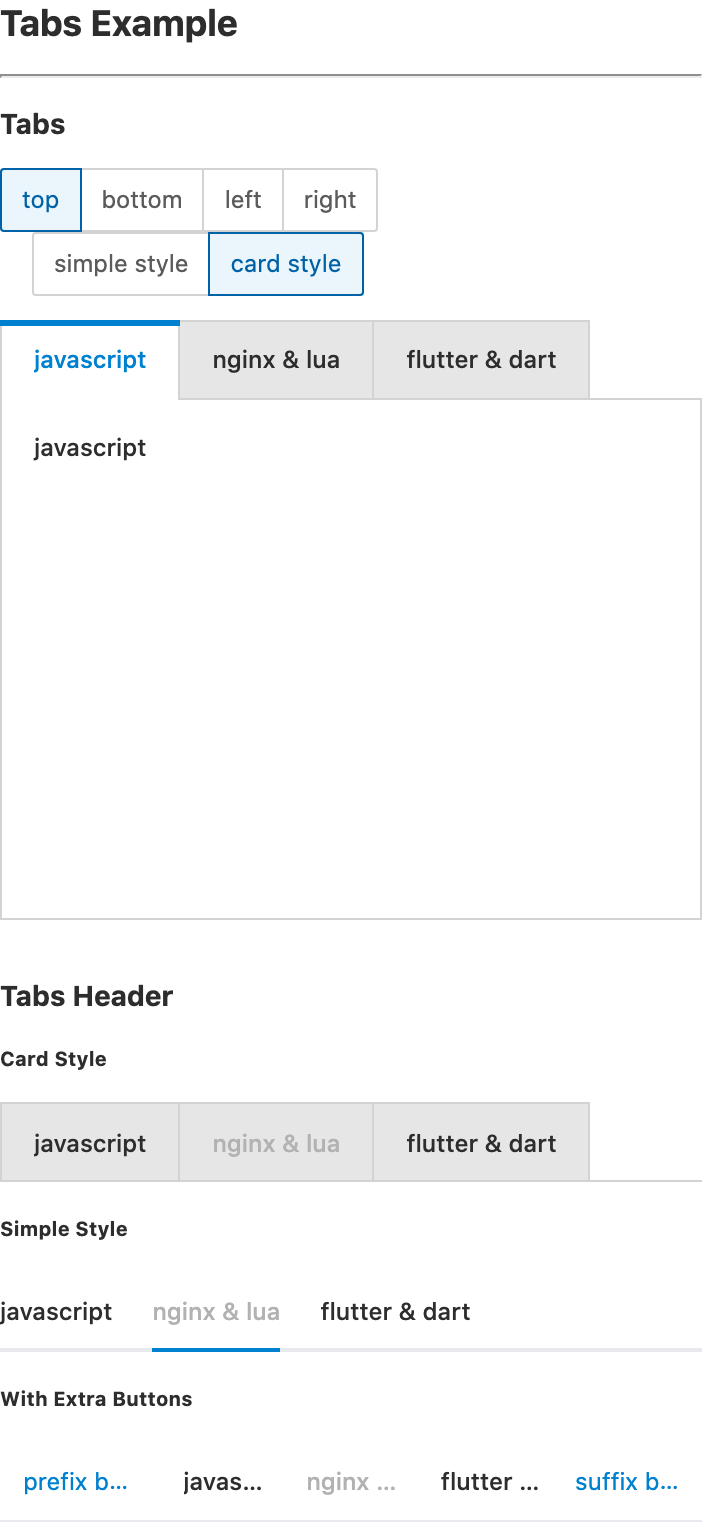 Tabs Example
Tabs
top bottom left right
simple style card style
javascript nginx & lua flutter & dart
javascript
Tabs Header
Card Style
javascript nginx & lua flutter & dart
Simple Style
javascript nginx & lua flutter & dart
With Extra Buttons
prefix b... javas... nginx ... flutter ... suffix b...